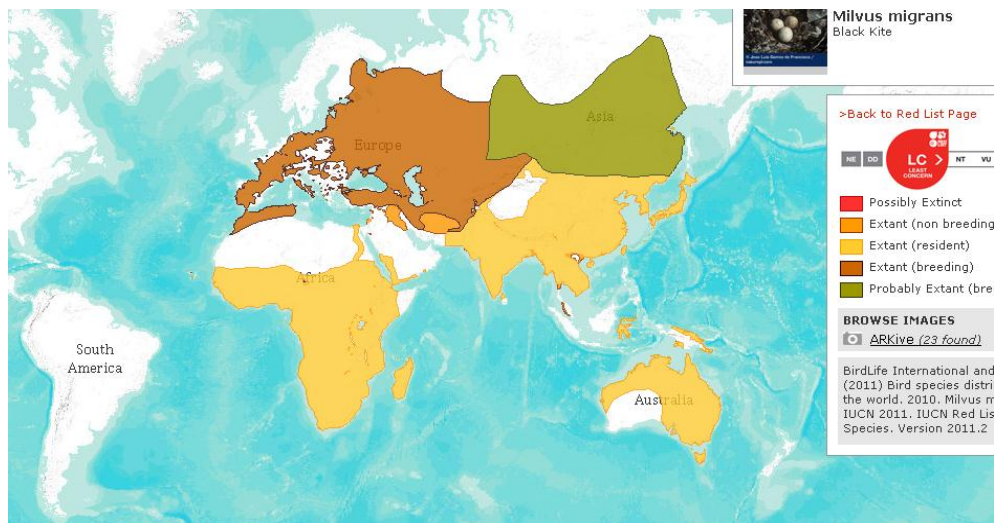 Milvus migrans
Black Kite
>Back to Red List Page
NE DD LC > NT VU
LEAST
CONCERN
Possibly Extinct
Extant (non breeding
Extant (resident)
Extant (breeding)
Probably Extant (bre
BROWSE IMAGES
ARKive (23 found)
BirdLife International and
(2011) Bird species distri
the world. 2010. Milvus m
IUCN 2011. IUCN Red Lis
Species. Version 2011.2
Europe
Asia
Africa
South
America
Australia